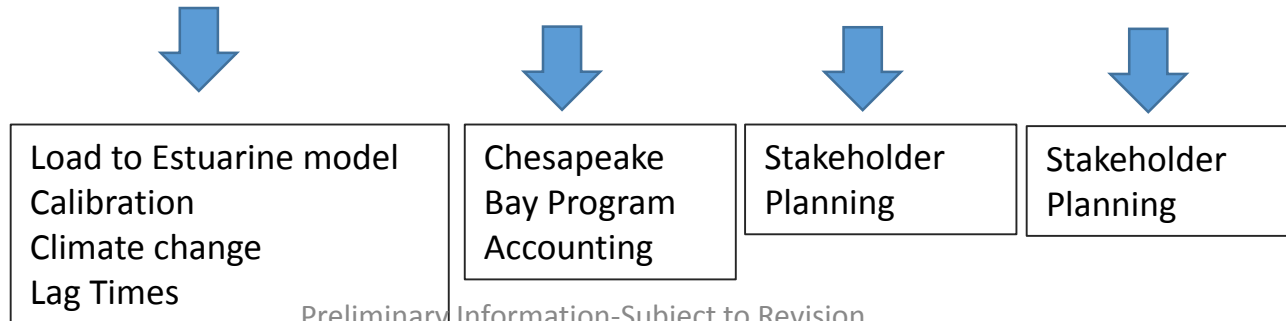 Load to Estuarine model
Calibration
Climate change
Lag Times
Chesapeake
Bay Program
Accounting
Stakeholder
Planning
Stakeholder
Planning
Preliminary Information-Subject to Revision